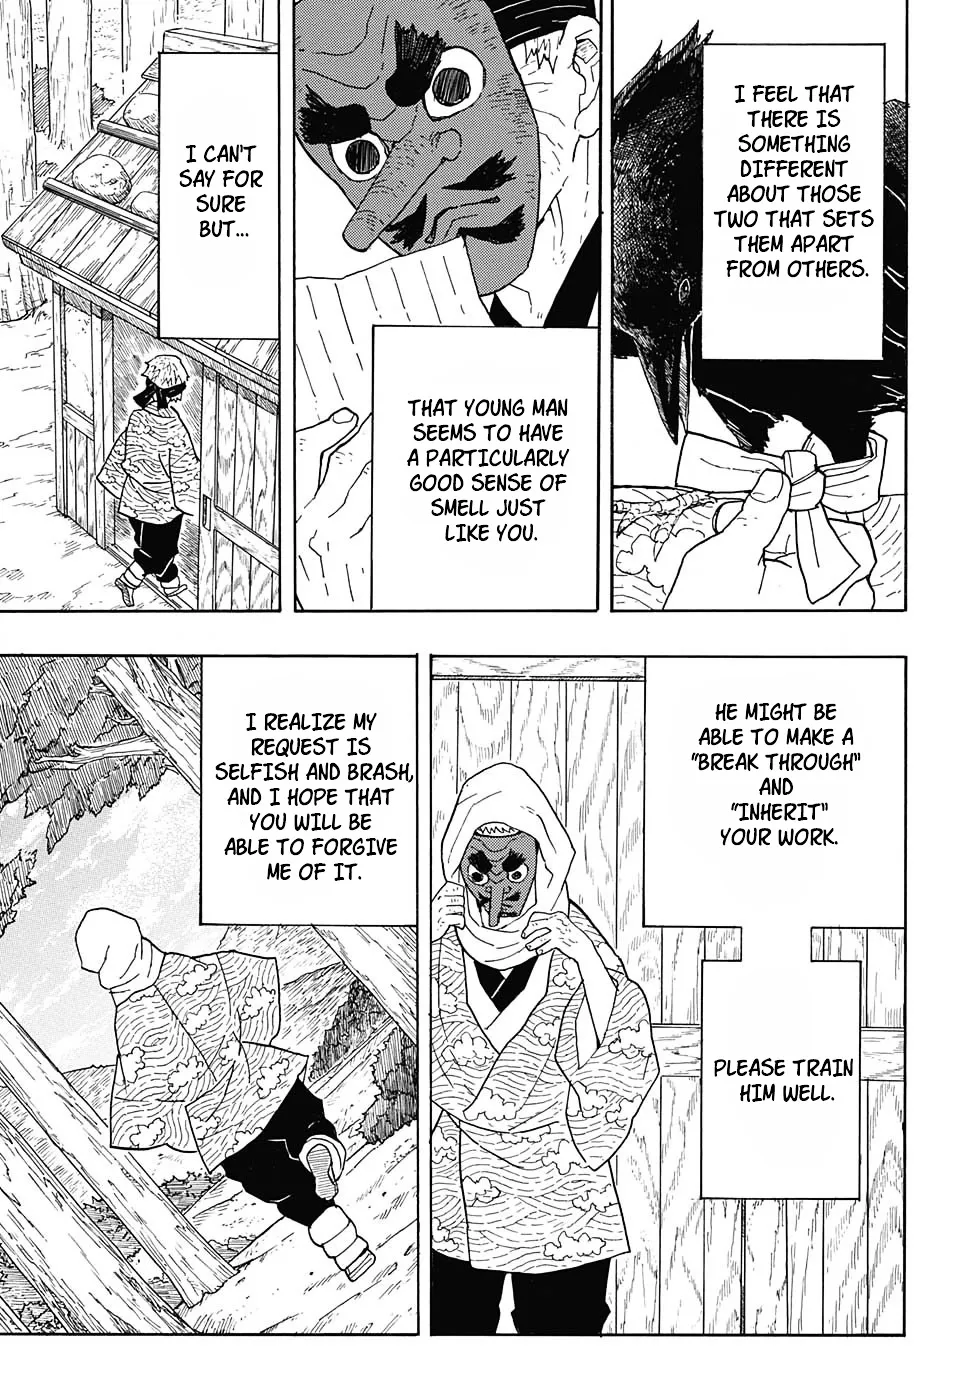 I FEEL THAT
THERE IS
SOMETHING
DIFFERENT
ABOUT THOSE
TWO THAT SETS
THEM APART
FROM OTHERS.
THAT YOUNG MAN
SEEMS TO HAVE
A PARTICULARLY
GOOD SENSE OF
SMELL JUST
LIKE YOU.
I CAN'T
SAY FOR
SURE
BUT...
HE MIGHT BE
ABLE TO MAKE A
"BREAK THROUGH"
AND
"INHERIT"
YOUR WORK.
PLEASE TRAIN
HIM WELL.
I REALIZE MY
REQUEST IS
SELFISH AND BRASH,
AND I HOPE THAT
YOU WILL BE
ABLE TO FORGIVE
ME OF IT.